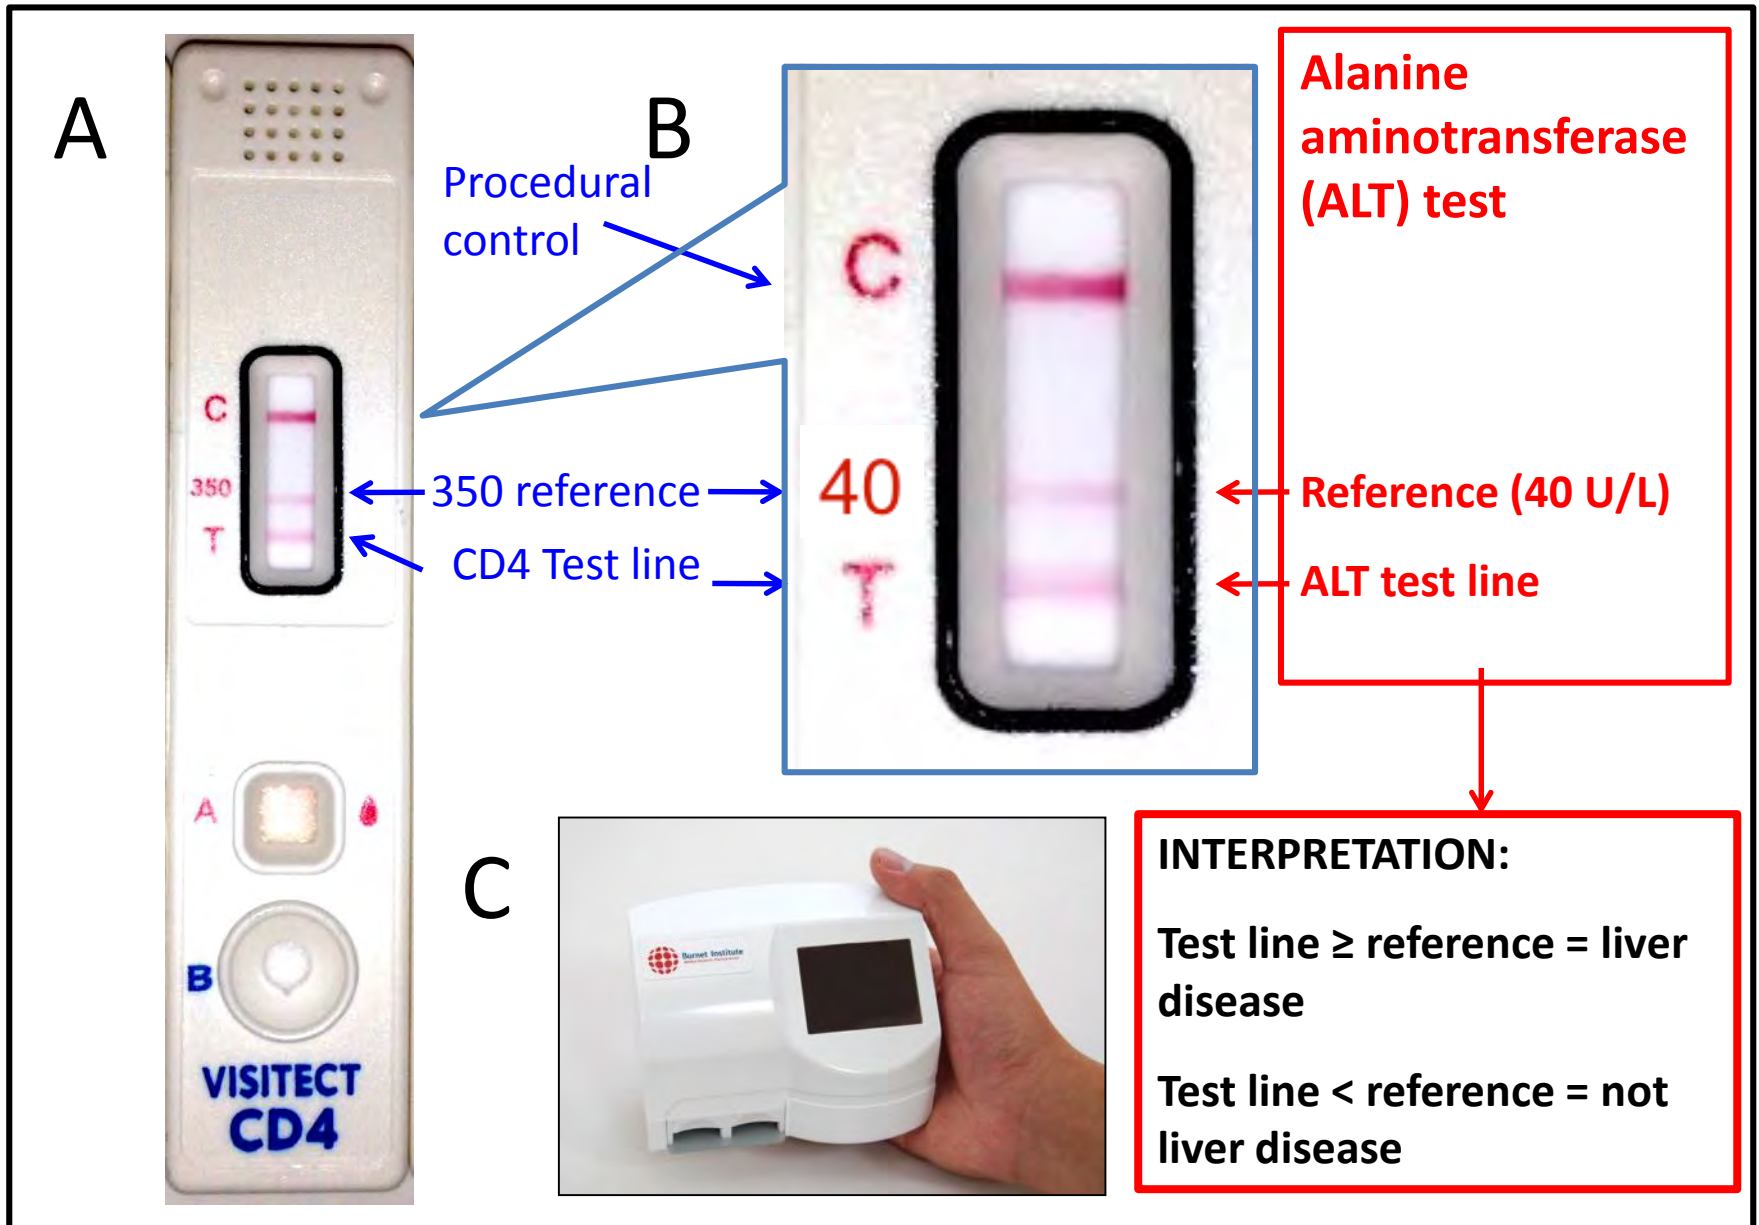 A
C
350
T
A
B
VISITECT
CD4
Procedural
control
350 reference
CD4 Test line
B
C
40
T
Alanine
aminotransferase
(ALT) test
Reference (40 U/L)
ALT test line
C
Burnet Institute
INTERPRETATION:
Test line ≥ reference = liver
disease
Test line < reference = not
liver disease